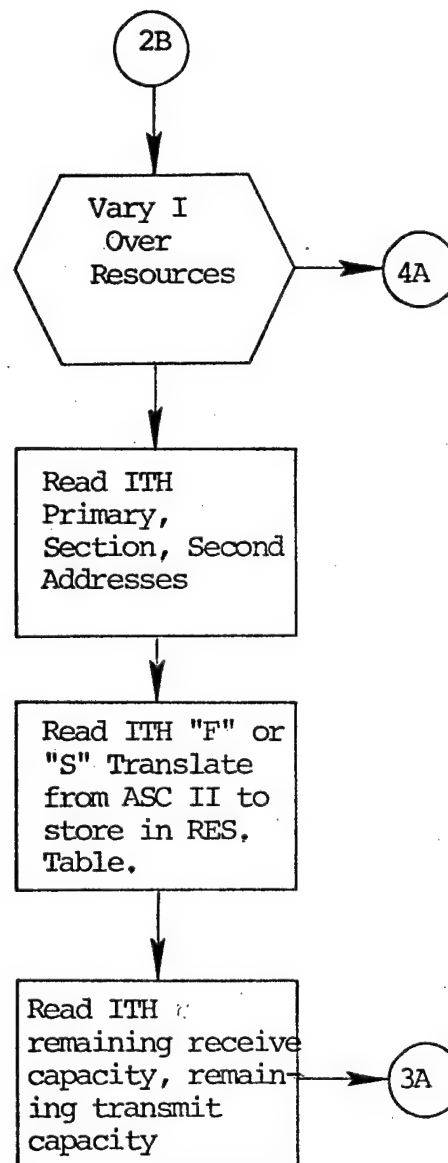 2B
Vary I
Over
Resources
4A
Read ITH
Primary,
Section, Second
Addresses
Read ITH "F" or
"S" Translate
from ASC II to
store in RES.
Table.
Read ITH
remaining receive
capacity, remain-
ing transmit
capacity
3A